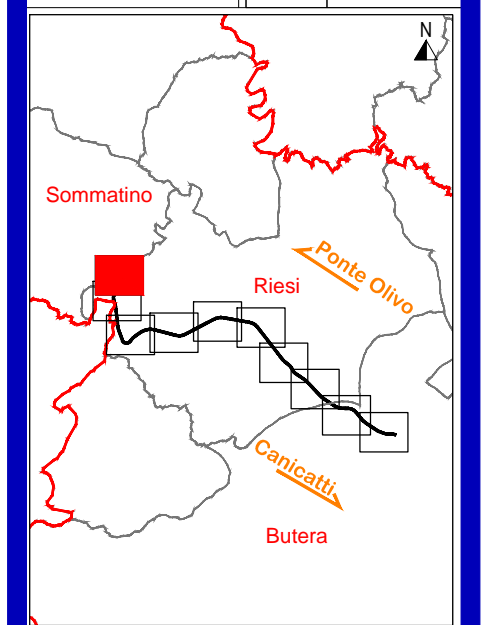 N
Sommatino
Ponte Olivo
Riesi
Canicatti
Butera